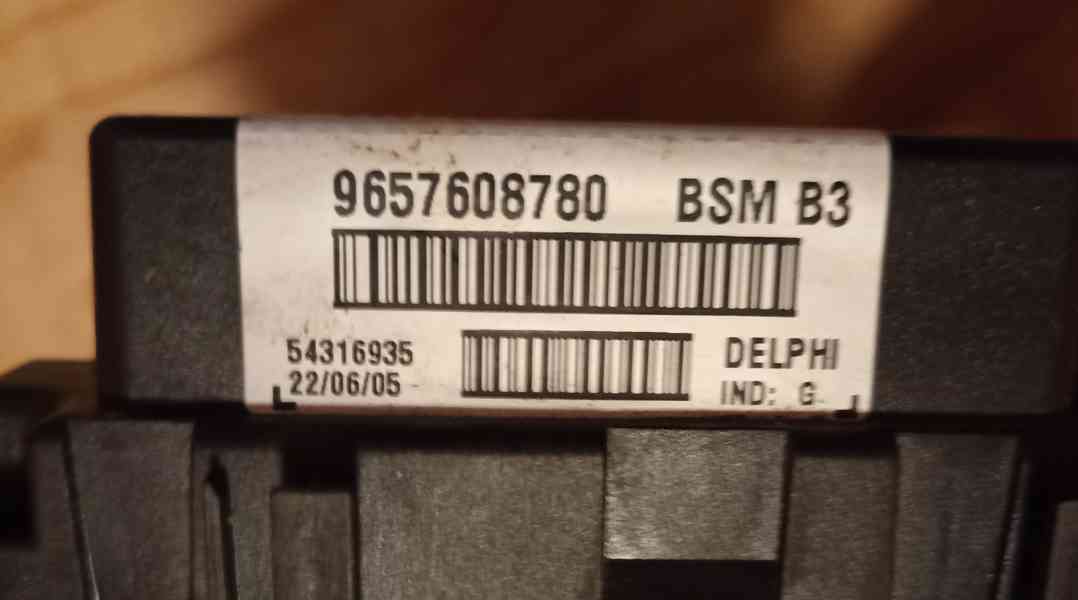 9657608780 BSM B3
54316935 DELPHI
22/06/05 IND: G